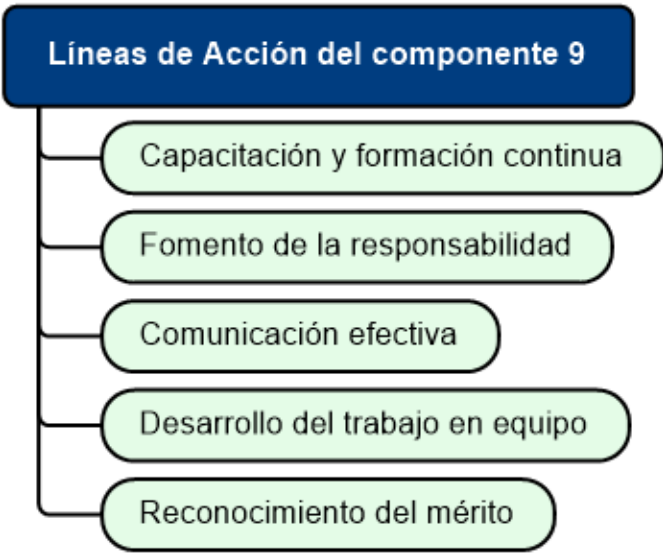 Líneas de Acción del componente 9
Capacitación y formación continua
Fomento de la responsabilidad
Comunicación efectiva
Desarrollo del trabajo en equipo
Reconocimiento del mérito